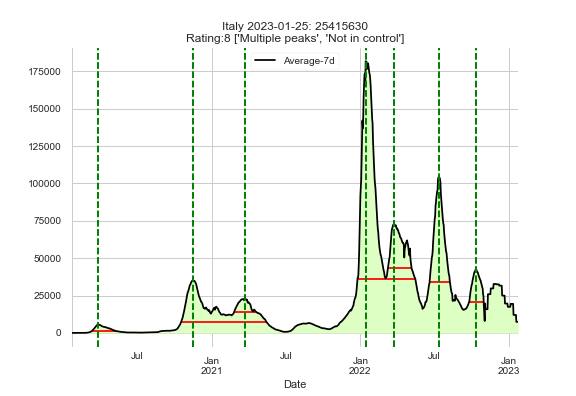 Italy 2023-01-25: 25415630
Rating:8 ['Multiple peaks', 'Not in control']
Average-7d
175000
150000
125000
100000
75000
50000
25000
0
Jul
Jan
2021
Jul
Jan
2022
Jul
Jan
2023
Date